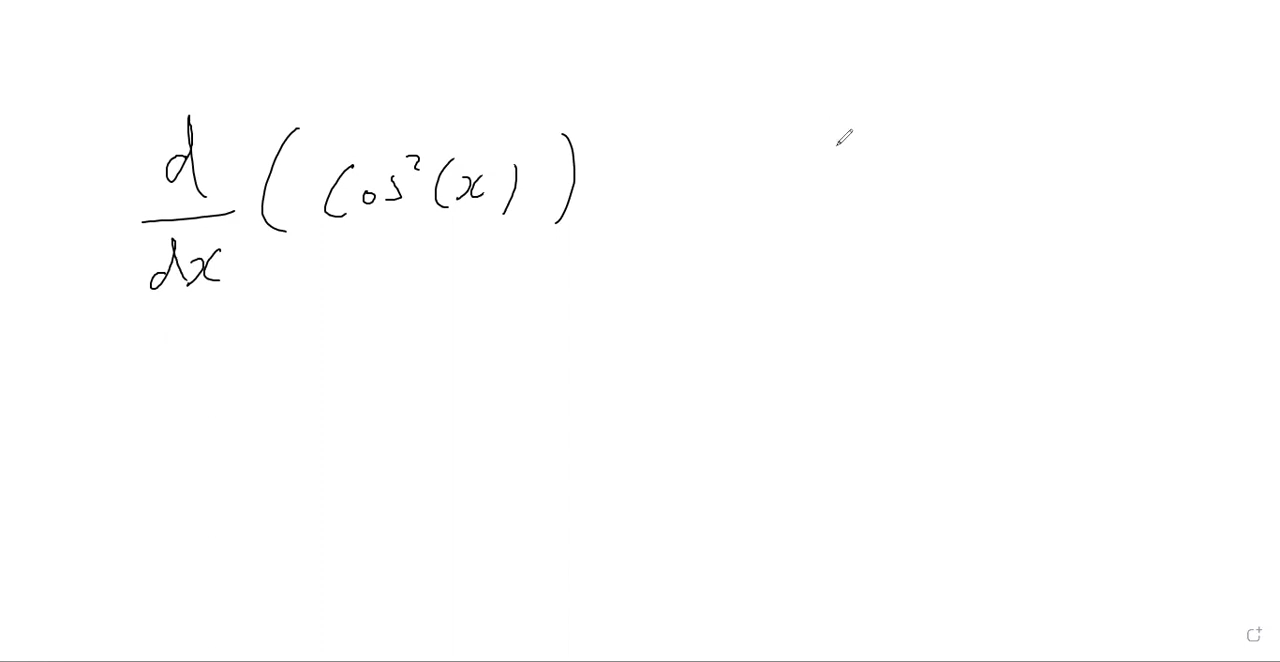 d/dx ( cos²(x) )